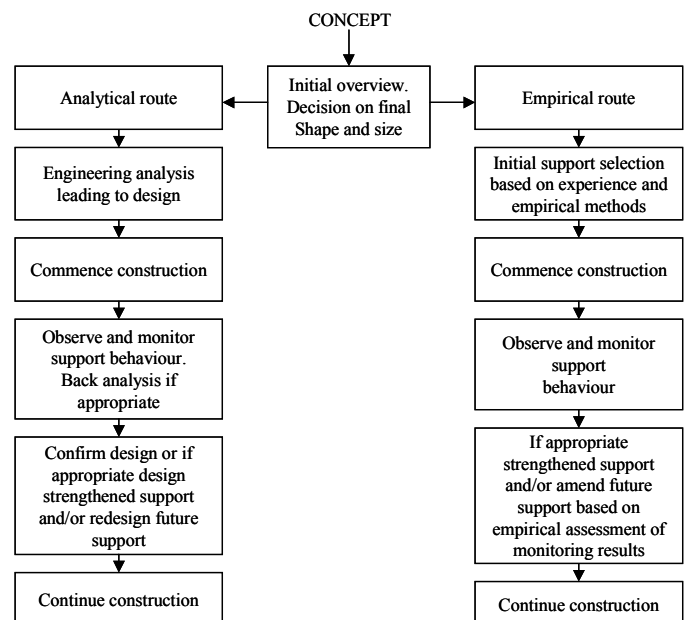 CONCEPT
Initial overview.
Decision on final
Shape and size
Analytical route
Engineering analysis
leading to design
Commence construction
Observe and monitor
support behaviour.
Back analysis if
appropriate
Confirm design or if
appropriate design
strengthened support
and/or redesign future
support
Continue construction
Empirical route
Initial support selection
based on experience and
empirical methods
Commence construction
Observe and monitor
support
behaviour
If appropriate
strengthened support
and/or amend future
support based on
empirical assessment of
monitoring results
Continue construction